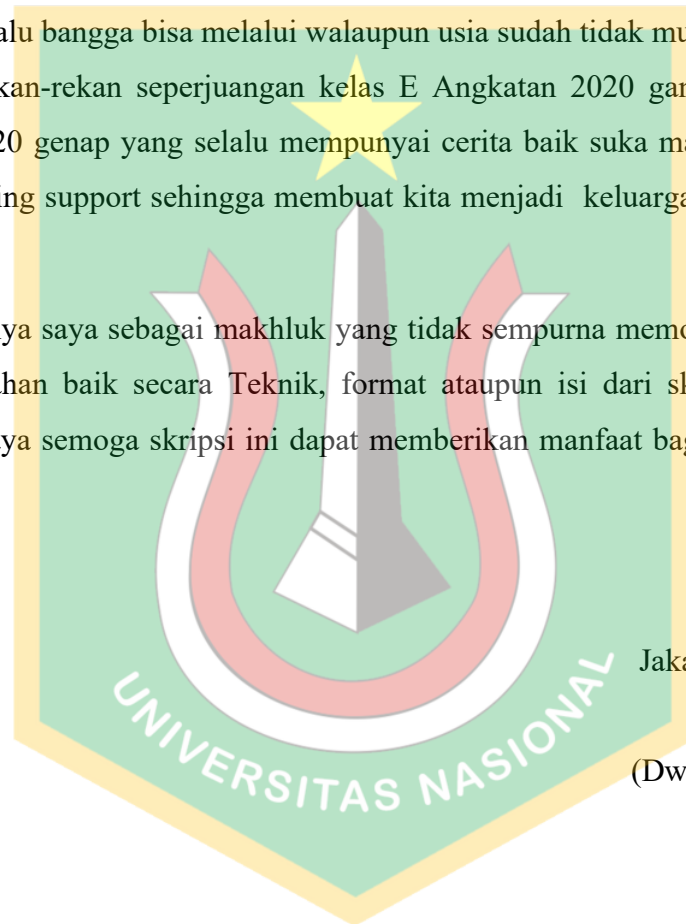 alu bangga bisa melalui walaupun usia sudah tidak mu
kan-rekan seperjuangan kelas E Angkatan 2020 gan
20 genap yang selalu mempunyai cerita baik suka ma
ing support sehingga membuat kita menjadi keluarga
ya saya sebagai makhluk yang tidak sempurna memo
ahan baik secara Teknik, format ataupun isi dari sk
ya semoga skripsi ini dapat memberikan manfaat bag
Jaka
(Dw
UNIVERSITAS NASIONAL